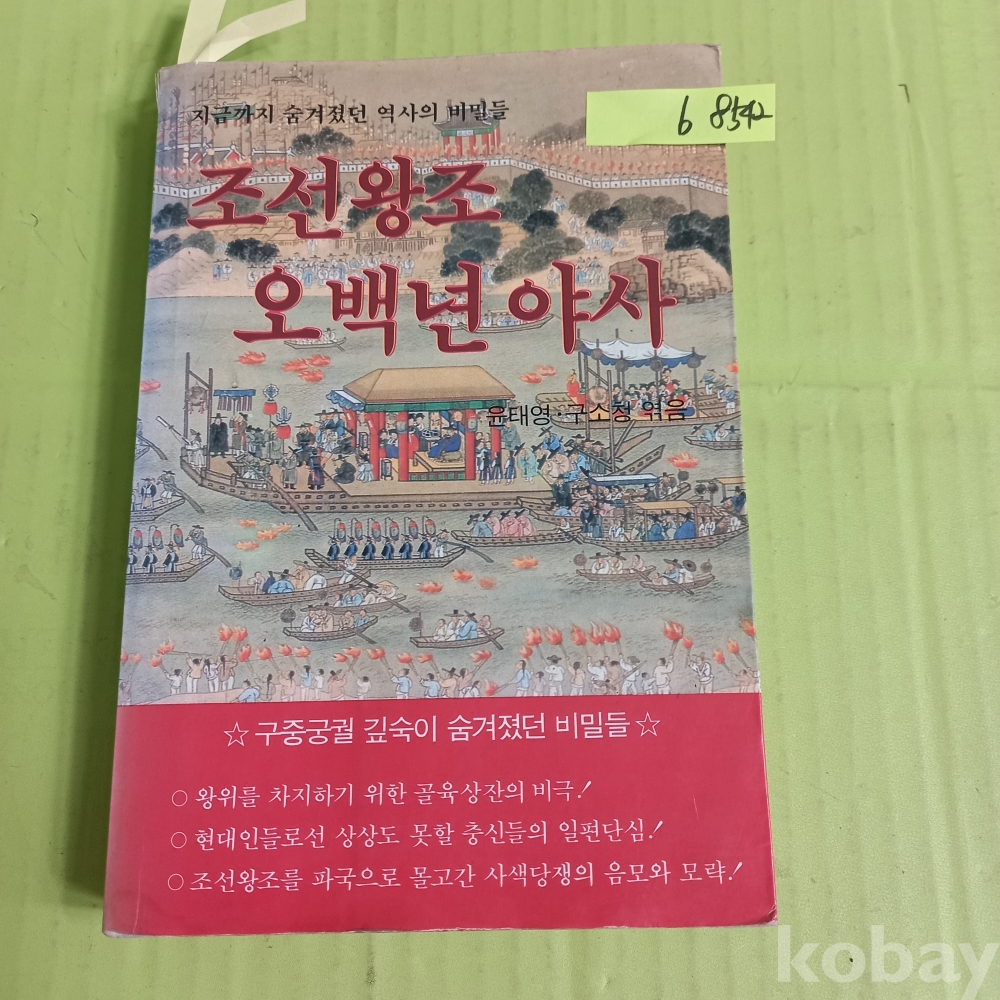 지금까지 숨겨졌던 역사의 비밀들
6 8542
조선왕조
오백년 야사
윤태영·구소청 엮음
☆ 구중궁궐 깊숙이 숨겨졌던 비밀들 ☆
○ 왕위를 차지하기 위한 골육상잔의 비극!
○ 현대인들로선 상상도 못할 충신들의 일편단심!
○ 조선왕조를 파국으로 몰고간 사색당쟁의 음모와 모략!
kobay